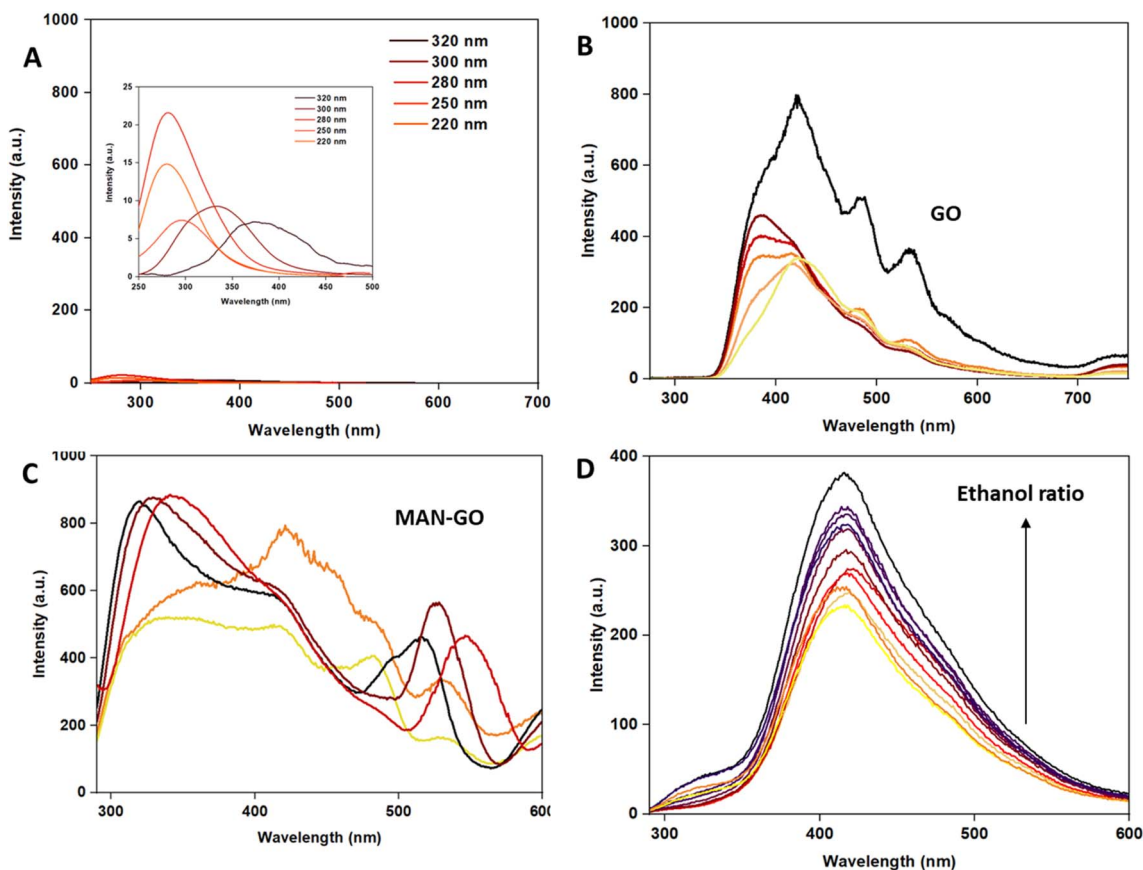 A
1000
800
600
400
200
0
Intensity (a.u.)
300 400 500 600 700
Wavelength (nm)
320 nm
300 nm
280 nm
250 nm
220 nm
25
20
15
10
5
0
Intensity (a.u.)
250 300 350 400 450 500
Wavelength (nm)
320 nm
300 nm
280 nm
250 nm
220 nm
B
1000
800
600
400
200
0
Intensity (a.u.)
GO
300 400 500 600 700
Wavelength (nm)
C
1000
800
600
400
200
0
Intensity (a.u.)
MAN-GO
300 400 500 600
Wavelength (nm)
D
400
300
200
100
0
Intensity (a.u.)
Ethanol ratio
300 400 500 600
Wavelength (nm)